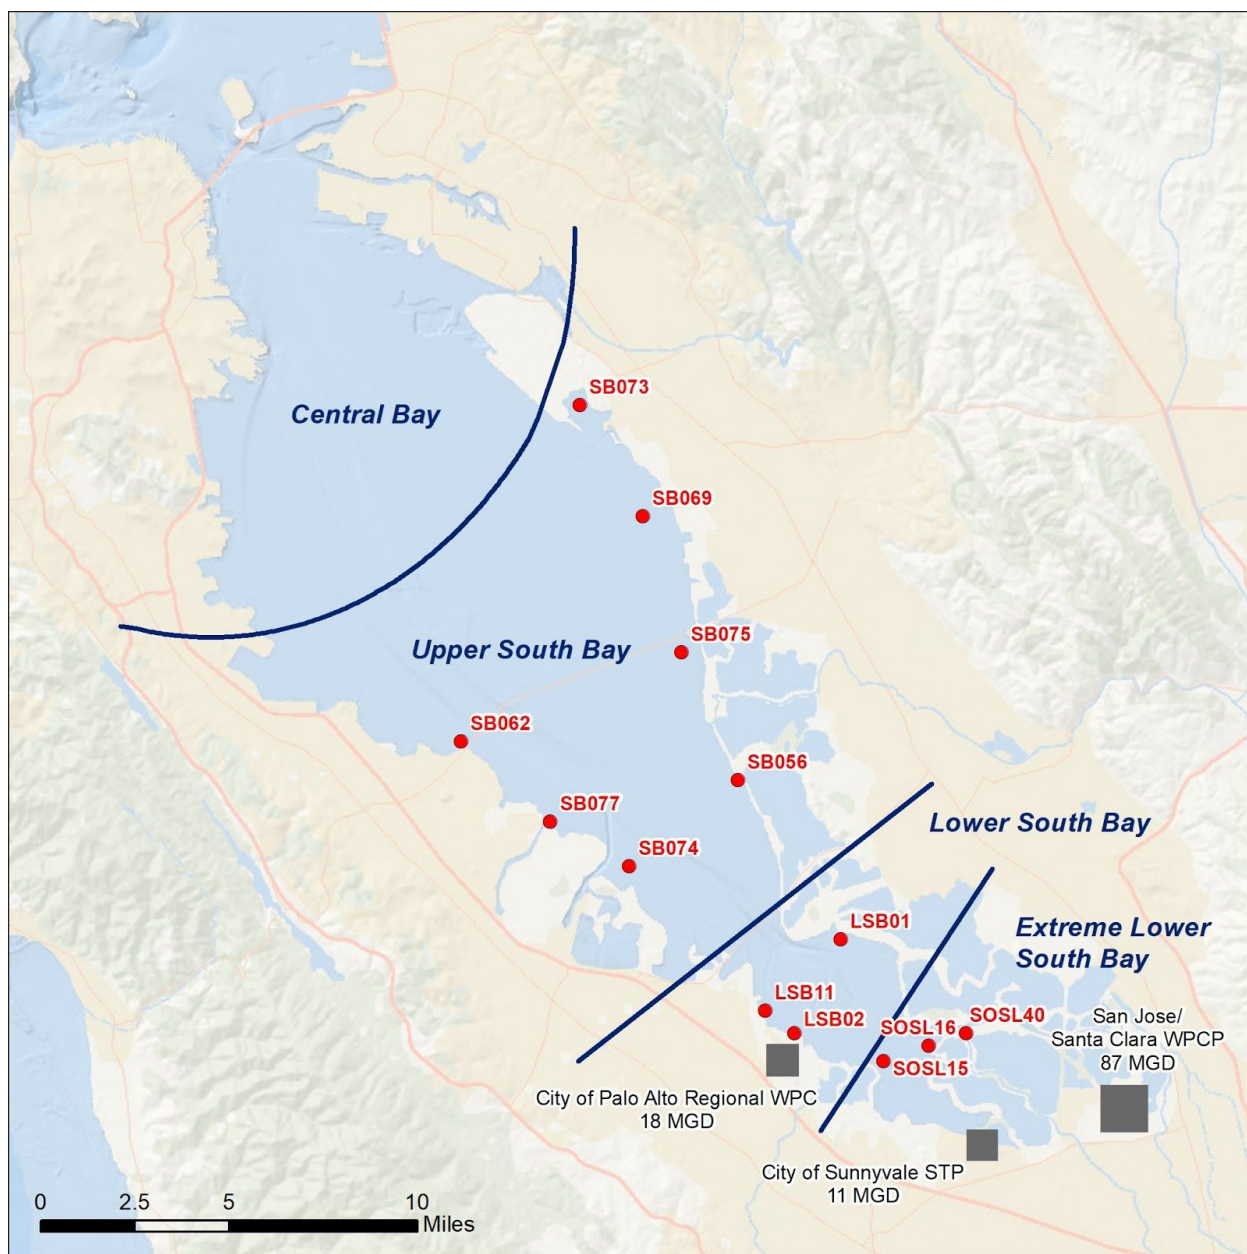 SB073
Central Bay
SB069
SB075
Upper South Bay
SB062
SB056
SB077
Lower South Bay
SB074
LSB01
Extreme Lower
South Bay
LSB11
LSB02
SOSL16
SOSL40
SOSL15
San Jose/
Santa Clara WPCP
87 MGD
City of Palo Alto Regional WPC
18 MGD
City of Sunnyvale STP
11 MGD
0 2.5 5 10
Miles